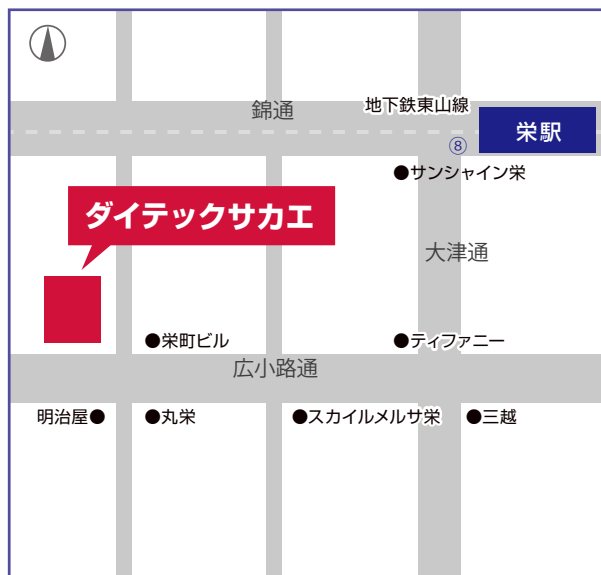 地下鉄東山線
錦通
栄駅
⑧
●サンシャイン栄
ダイテックサカエ
大津通
●栄町ビル
●ティファニー
広小路通
明治屋●
●丸栄
●スカイルメルサ栄
●三越